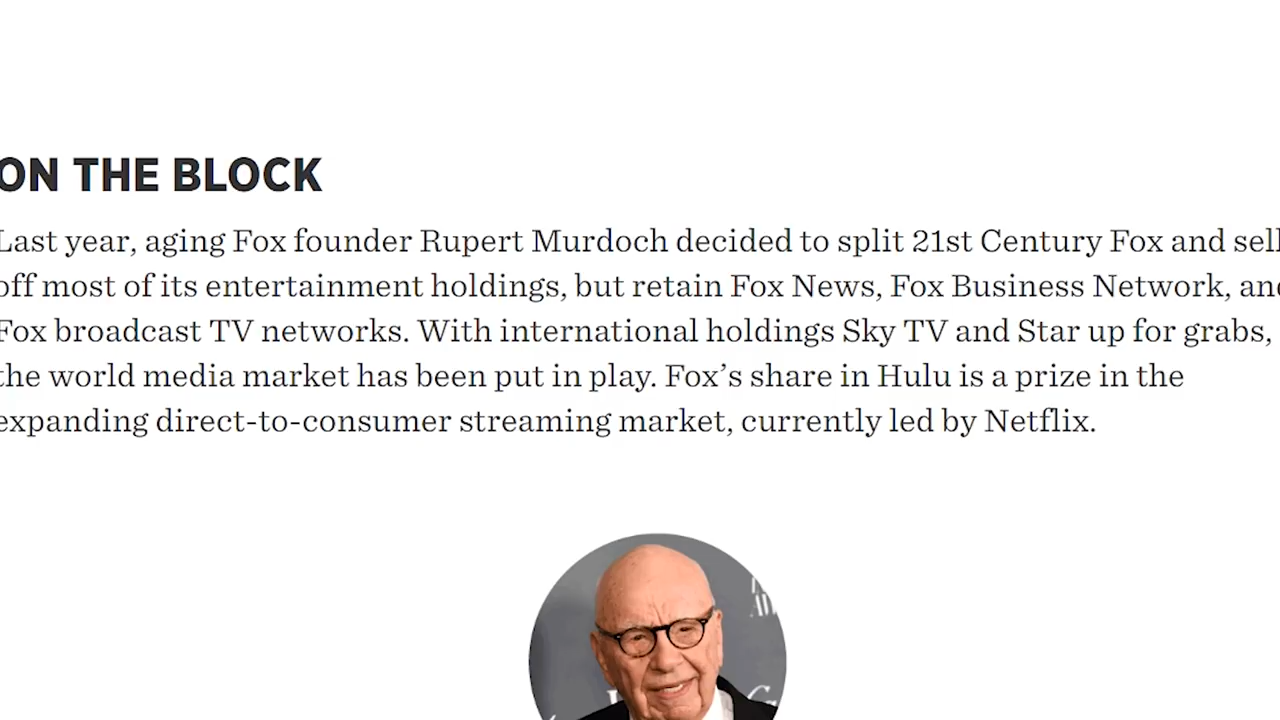 ON THE BLOCK
Last year, aging Fox founder Rupert Murdoch decided to split 21st Century Fox and sell
off most of its entertainment holdings, but retain Fox News, Fox Business Network, and
Fox broadcast TV networks. With international holdings Sky TV and Star up for grabs,
the world media market has been put in play. Fox’s share in Hulu is a prize in the
expanding direct-to-consumer streaming market, currently led by Netflix.